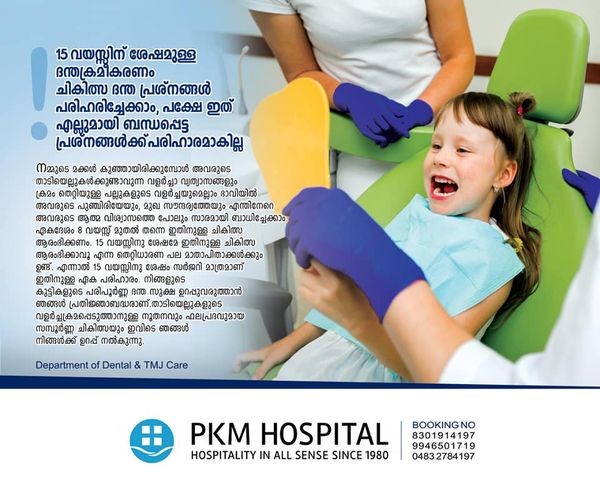 15 വയസ്സിന് ശേഷമുള്ള
ദന്തക്രമീകരണം
ചികിത്സ ദന്ത പ്രശ്നങ്ങൾ
പരിഹരിച്ചേക്കാം, പക്ഷേ ഇത്
എല്ലുമായി ബന്ധപ്പെട്ട
പ്രശ്നങ്ങൾക്ക് പരിഹാരമാകില്ല
നമ്മുടെ മക്കൾ കുഞ്ഞായിരിക്കുമ്പോൾ അവരുടെ
താടിയെല്ലുകൾക്കുണ്ടാവുന്ന വളർച്ചാ വ്യത്യാസങ്ങളും
ക്രമം തെറ്റിയുള്ള പല്ലുകളുടെ വളർച്ചയുമെല്ലാം ഭാവിയിൽ
അവരുടെ പുഞ്ചിരിയേയും, മുഖ സൗന്ദര്യത്തേയും എന്തിനേറെ
അവരുടെ ആത്മ വിശ്വാസത്തെ പോലും സാരമായി ബാധിച്ചേക്കാം.
ഏകദേശം 8 വയസ്സ് മുതൽ തന്നെ ഇതിനുള്ള ചികിത്സ
ആരംഭിക്കണം. 15 വയസിനു ശേഷമേ ഇതിനുള്ള ചികിത്സ
ആരംഭിക്കാവൂ എന്ന തെറ്റിധാരണ പല മാതാപിതാക്കൾക്കും
ഉണ്ട്. എന്നാൽ 15 വയസിനു ശേഷം സർജറി മാത്രമാണ്
ഇതിനുള്ള ഏക പരിഹാരം. നിങ്ങളുടെ
കുട്ടികളുടെ പരിപൂർണ്ണ ദന്ത സുക്ഷ ഉറപ്പുവരുത്താൻ
ഞങ്ങൾ പ്രതിജ്ഞാബദ്ധരാണ്.താടിയെല്ലുകളുടെ
വളർച്ചക്രമപ്പെടുത്താനുള്ള നൂതനവും ഫലപ്രദവുമായ
സമ്പൂർണ്ണ ചികിത്സയും ഇവിടെ ഞങ്ങൾ
നിങ്ങൾക്ക് ഉറപ്പ് നൽകുന്നു.
Department of Dental & TMJ Care
PKM HOSPITAL
HOSPITALITY IN ALL SENSE SINCE 1980
BOOKING NO
8301914197
9946501719
0483 2784197